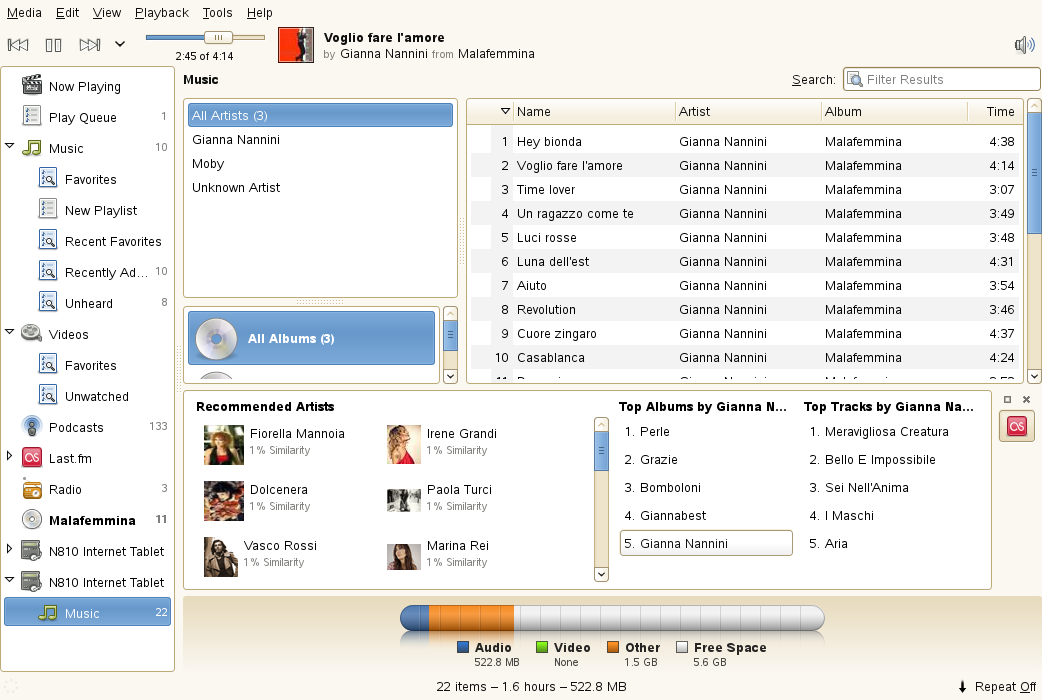 Media Edit View Playback Tools Help
2:45 of 4:14
Voglio fare l'amore
by Gianna Nannini from Malafemmina
Now Playing
Play Queue 1
Music 10
Favorites
New Playlist
Recent Favorites
Recently Ad... 10
Unheard 8
Videos
Favorites
Unwatched
Podcasts 133
Last.fm
Radio 3
Malafemmina 11
N810 Internet Tablet
N810 Internet Tablet
Music 22
Music
Search: Filter Results
All Artists (3)
Gianna Nannini
Moby
Unknown Artist
All Albums (3)
Name Artist Album Time
1 Hey bionda Gianna Nannini Malafemmina 4:38
2 Voglio fare l'amore Gianna Nannini Malafemmina 4:14
3 Time lover Gianna Nannini Malafemmina 3:07
4 Un ragazzo come te Gianna Nannini Malafemmina 3:49
5 Luci rosse Gianna Nannini Malafemmina 3:48
6 Luna dell'est Gianna Nannini Malafemmina 4:31
7 Aiuto Gianna Nannini Malafemmina 3:54
8 Revolution Gianna Nannini Malafemmina 3:46
9 Cuore zingaro Gianna Nannini Malafemmina 4:37
10 Casablanca Gianna Nannini Malafemmina 4:24
Recommended Artists
Fiorella Mannoia
1% Similarity
Irene Grandi
1% Similarity
Dolcenera
1% Similarity
Paola Turci
1% Similarity
Vasco Rossi
1% Similarity
Marina Rei
1% Similarity
Top Albums by Gianna N...
1. Perle
2. Grazie
3. Bomboloni
4. Giannabest
5. Gianna Nannini
Top Tracks by Gianna Na...
1. Meravigliosa Creatura
2. Bello E Impossibile
3. Sei Nell'Anima
4. I Maschi
5. Aria
Audio
522.8 MB
Video
None
Other
1.5 GB
Free Space
5.6 GB
22 items – 1.6 hours – 522.8 MB
Repeat Off